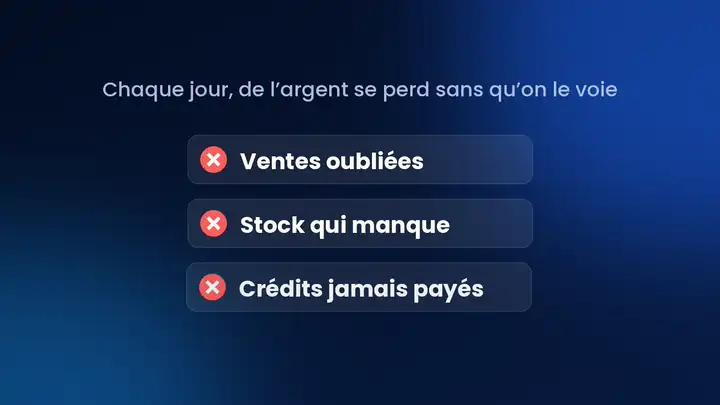 Chaque jour, de l’argent se perd sans qu’on le voie
Ventes oubliées
Stock qui manque
Crédits jamais payés